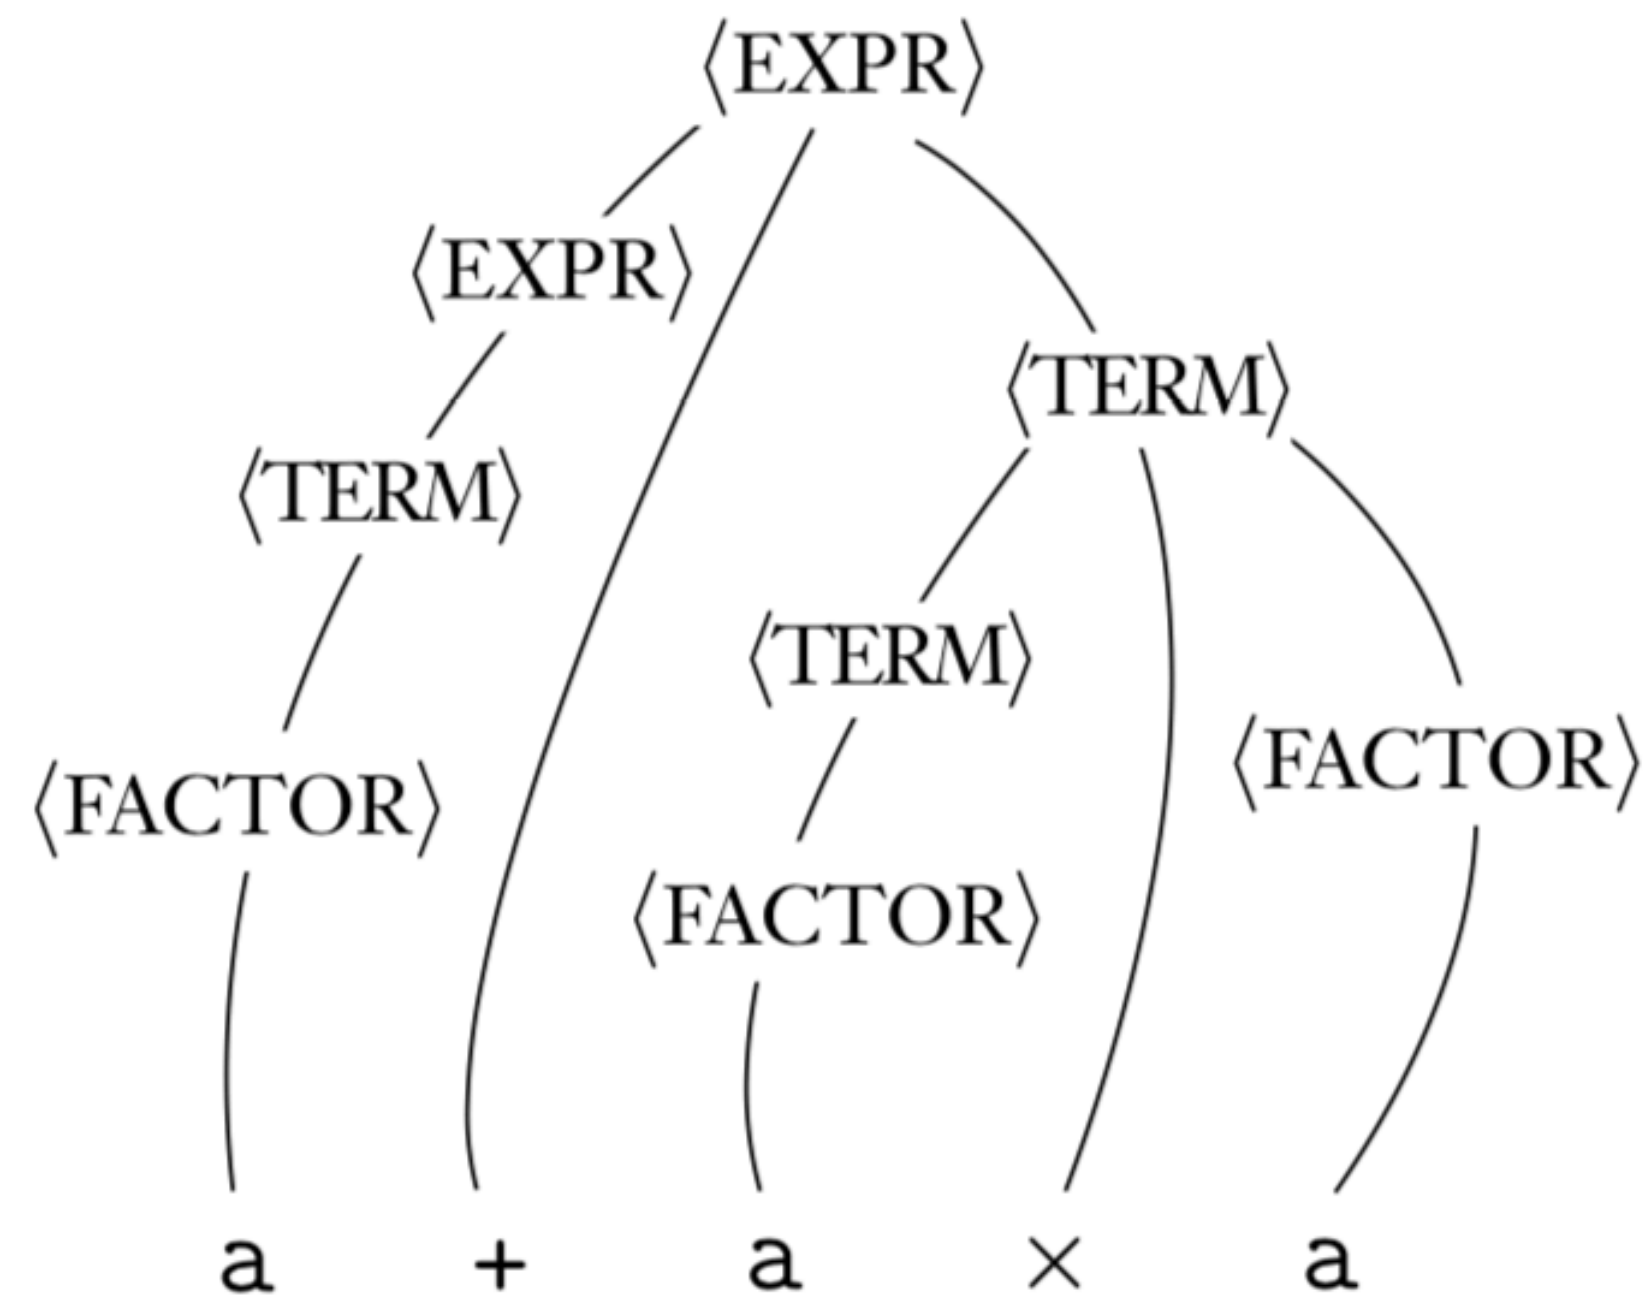 ⟨EXPR⟩
⟨EXPR⟩
⟨TERM⟩
⟨TERM⟩
⟨TERM⟩
⟨FACTOR⟩
⟨FACTOR⟩
⟨FACTOR⟩
a + a × a